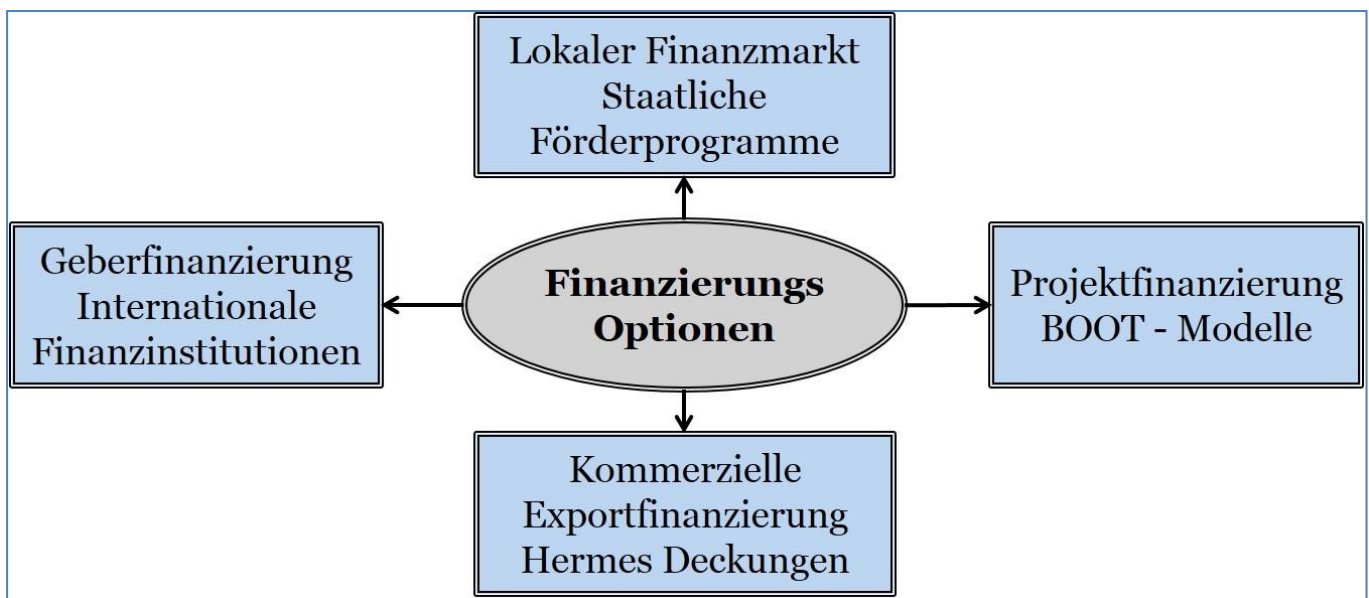 Lokaler Finanzmarkt
Staatliche
Förderprogramme
Geberfinanzierung
Internationale
Finanzinstitutionen
Finanzierungs
Optionen
Projektfinanzierung
BOOT - Modelle
Kommerzielle
Exportfinanzierung
Hermes Deckungen